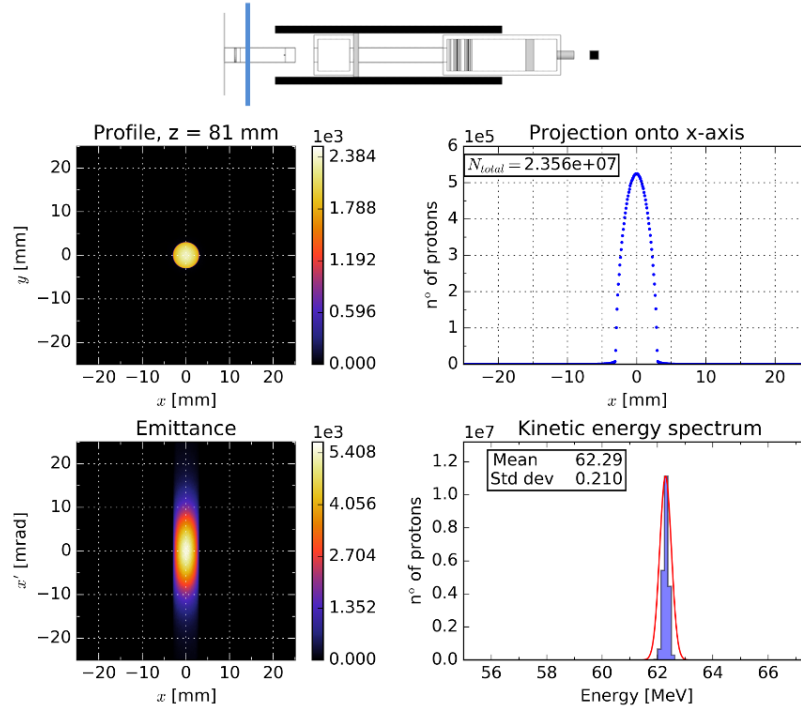 Profile, z = 81 mm
1e3
y [mm]
20
10
0
−10
−20
−20 −10 0 10 20
x [mm]
2.384
1.788
1.192
0.596
0.000
Projection onto x-axis
1e5
N_total = 2.356e+07
nº of protons
6
5
4
3
2
1
0
−20 −10 0 10 20
x [mm]
Emittance
1e3
x′ [mrad]
20
10
0
−10
−20
−20 −10 0 10 20
x [mm]
5.408
4.056
2.704
1.352
0.000
Kinetic energy spectrum
1e7
Mean 62.29
Std dev 0.210
nº of protons
1.2
1.0
0.8
0.6
0.4
0.2
0.0
56 58 60 62 64 66
Energy [MeV]